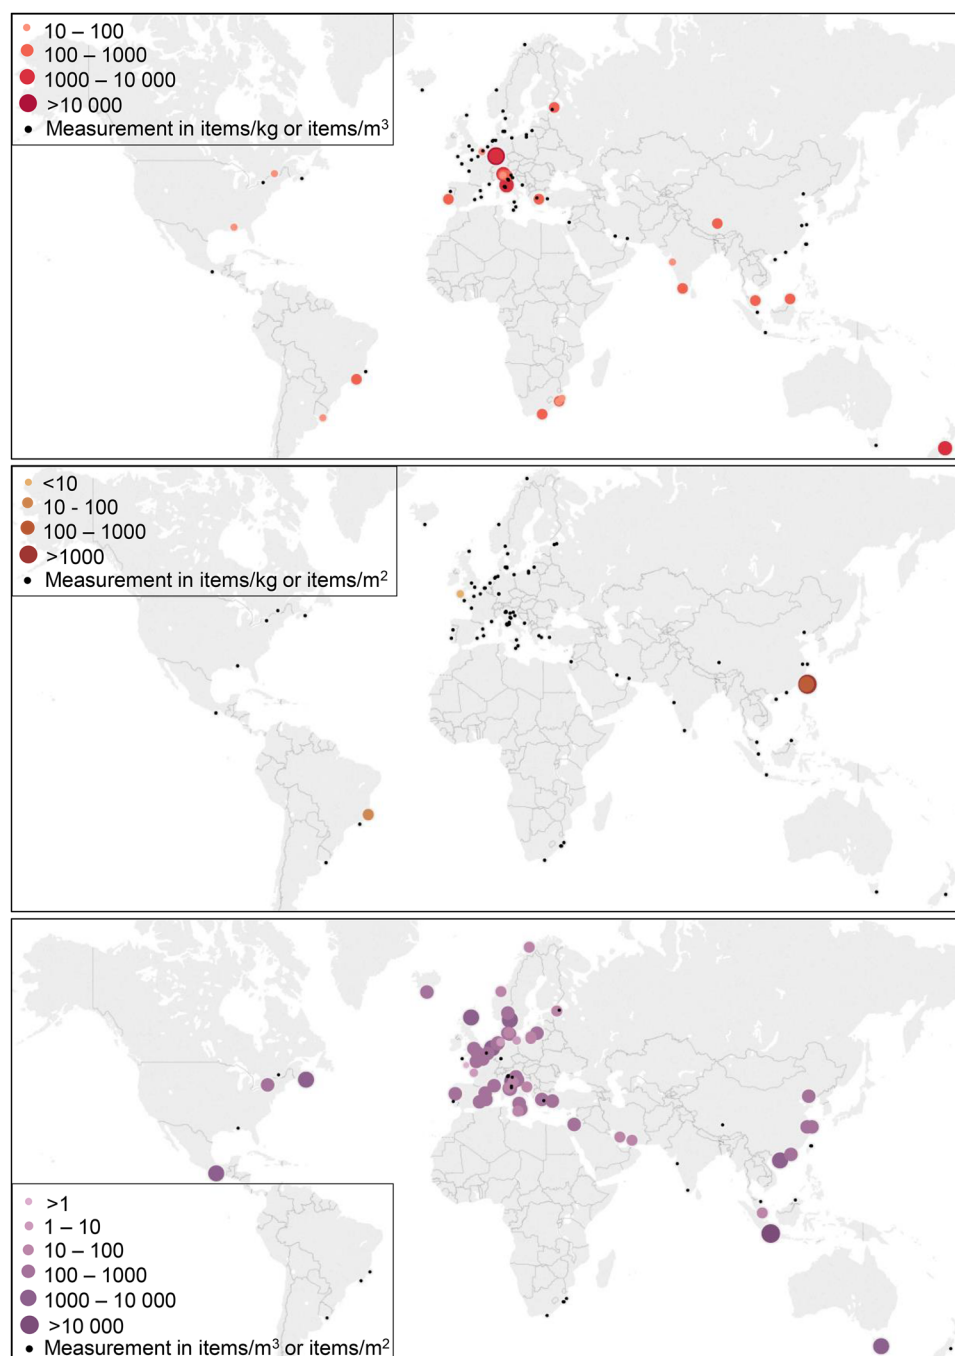 10 – 100
100 – 1000
1000 – 10 000
>10 000
Measurement in items/kg or items/m³
<10
10 - 100
100 – 1000
>1000
Measurement in items/kg or items/m²
>1
1 – 10
10 – 100
100 – 1000
1000 – 10 000
>10 000
Measurement in items/m³ or items/m²